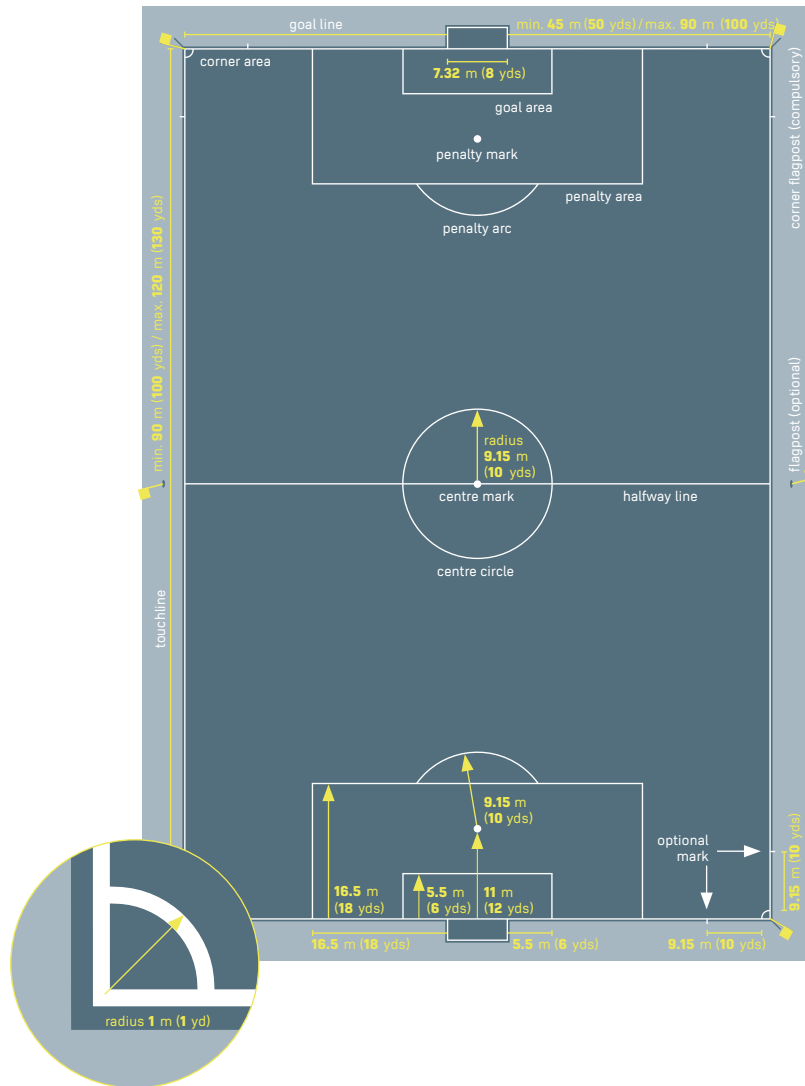 goal line
min. 45 m (50 yds) / max. 90 m (100 yds)
corner area
7.32 m (8 yds)
goal area
penalty mark
penalty area
penalty arc
corner flagpost (compulsory)
min. 90 m (100 yds) / max. 120 m (130 yds)
radius
9.15 m
(10 yds)
centre mark
halfway line
flagpost (optional)
centre circle
touchline
9.15 m
(10 yds)
optional
mark
9.15 m (10 yds)
16.5 m
(18 yds)
5.5 m
(6 yds)
11 m
(12 yds)
16.5 m (18 yds)
5.5 m (6 yds)
9.15 m (10 yds)
radius 1 m (1 yd)